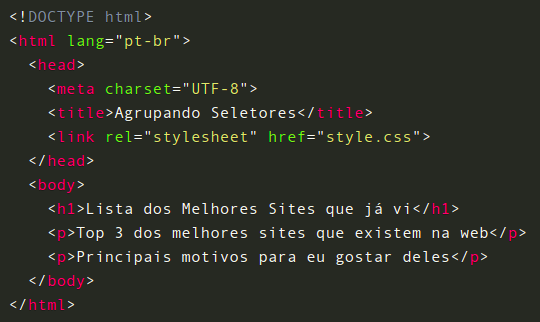 <!DOCTYPE html>
<html lang="pt-br">
<head>
<meta charset="UTF-8">
<title>Agrupando Seletores</title>
<link rel="stylesheet" href="style.css">
</head>
<body>
<h1>Lista dos Melhores Sites que já vi</h1>
<p>Top 3 dos melhores sites que existem na web</p>
<p>Principais motivos para eu gostar deles</p>
</body>
</html>